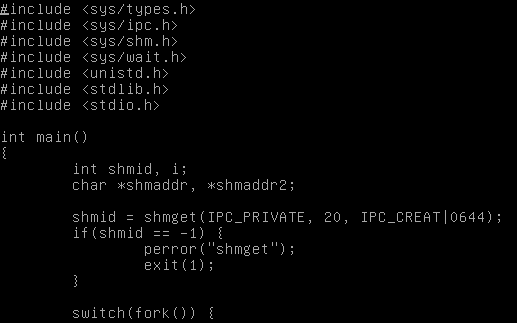 #include <sys/types.h>
#include <sys/ipc.h>
#include <sys/shm.h>
#include <sys/wait.h>
#include <unistd.h>
#include <stdlib.h>
#include <stdio.h>

int main()
{
        int shmid, i;
        char *shmaddr, *shmaddr2;

        shmid = shmget(IPC_PRIVATE, 20, IPC_CREAT|0644);
        if(shmid == -1) {
                perror("shmget");
                exit(1);
        }

        switch(fork()) {